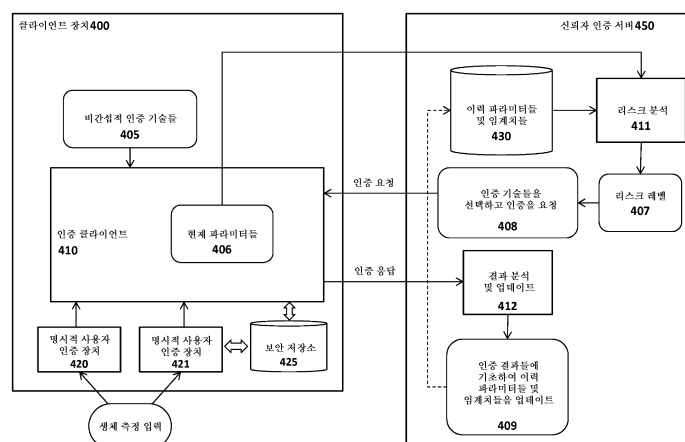 클라이언트 장치400
신뢰자 인증 서버450
비간섭적 인증 기술들
405
이력 파라미터들
및 임계치들
430
리스크 분석
411
인증 요청
인증 기술들을
선택하고 인증을 요청
408
리스크 레벨
407
인증 클라이언트
410
현재 파라미터들
406
인증 응답
결과 분석
및 업데이트
412
명시적 사용자
인증 장치
420
명시적 사용자
인증 장치
421
보안 저장소
425
인증 결과들에
기초하여 이력
파라미터들 및
임계치들을 업데이트
409
생체 측정 입력